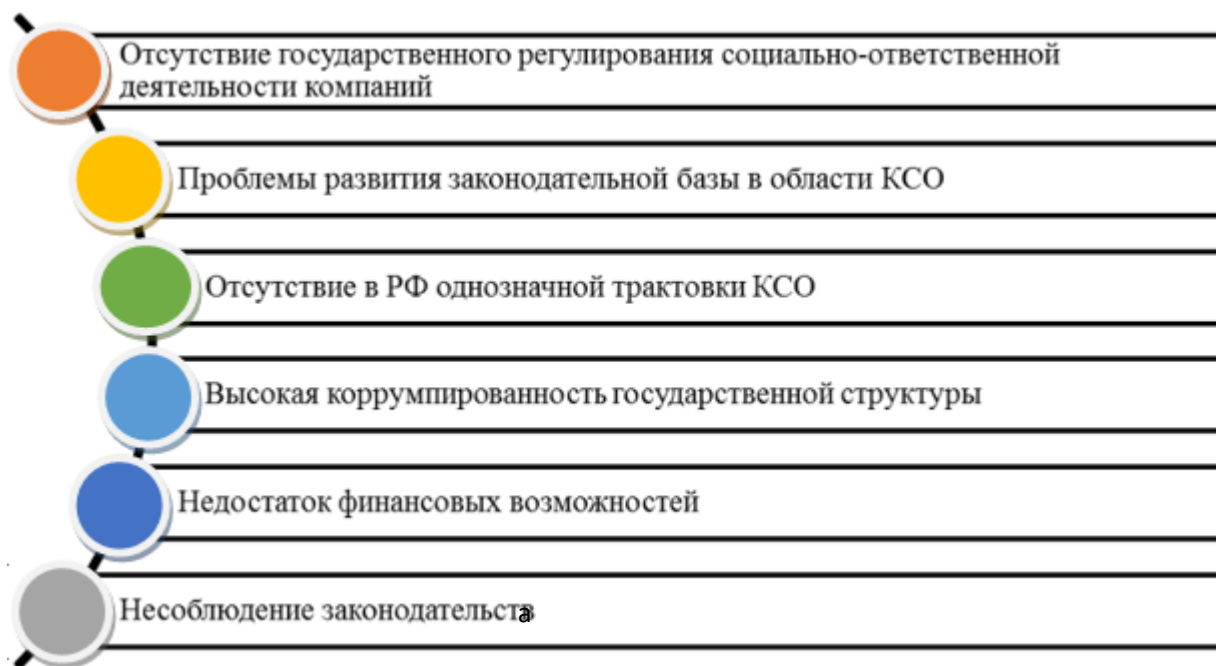 Отсутствие государственного регулирования социально-ответственной
деятельности компаний
Проблемы развития законодательной базы в области КСО
Отсутствие в РФ однозначной трактовки КСО
Высокая коррумпированность государственной структуры
Недостаток финансовых возможностей
Несоблюдение законодательства